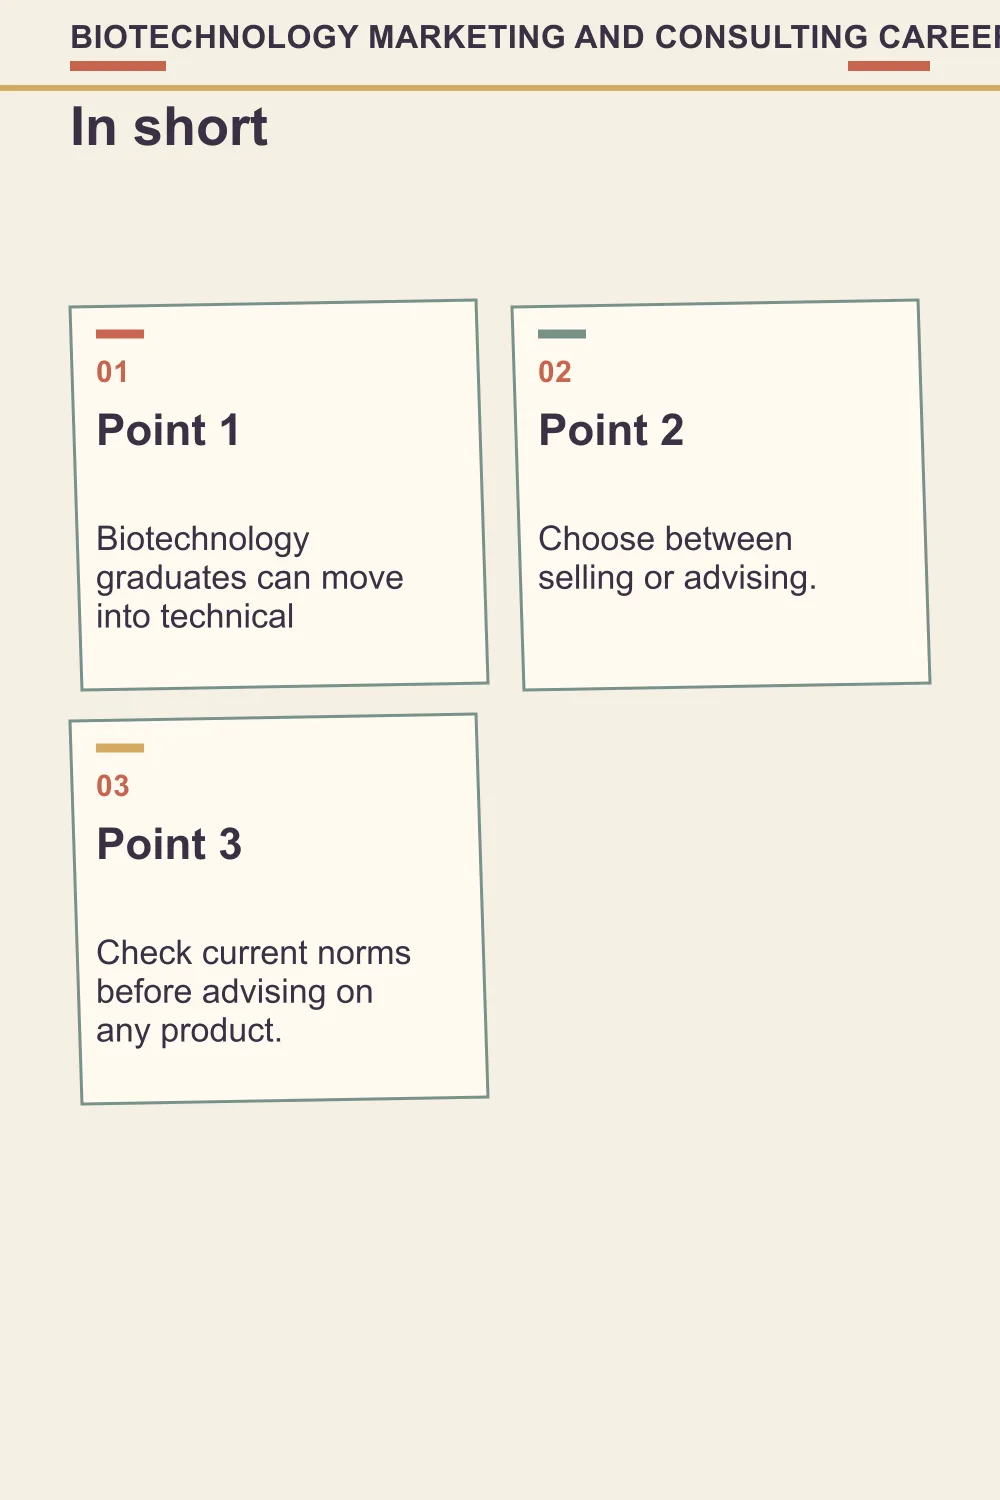 BIOTECHNOLOGY MARKETING AND CONSULTING
In short
01
Point 1
Biotechnology
graduates can move
into technical
02
Point 2
Choose between
selling or advising.
03
Point 3
Check current norms
before advising on
any product.